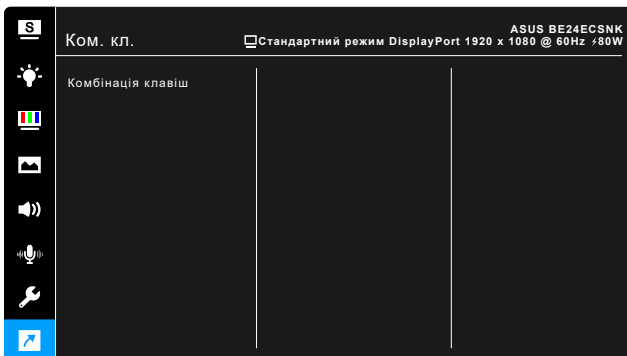 S
ASUS BE24ECSNK
Ком. кл.
Стандартний режим DisplayPort 1920 x 1080 @ 60Hz ⚡80W
Комбінація клавіш